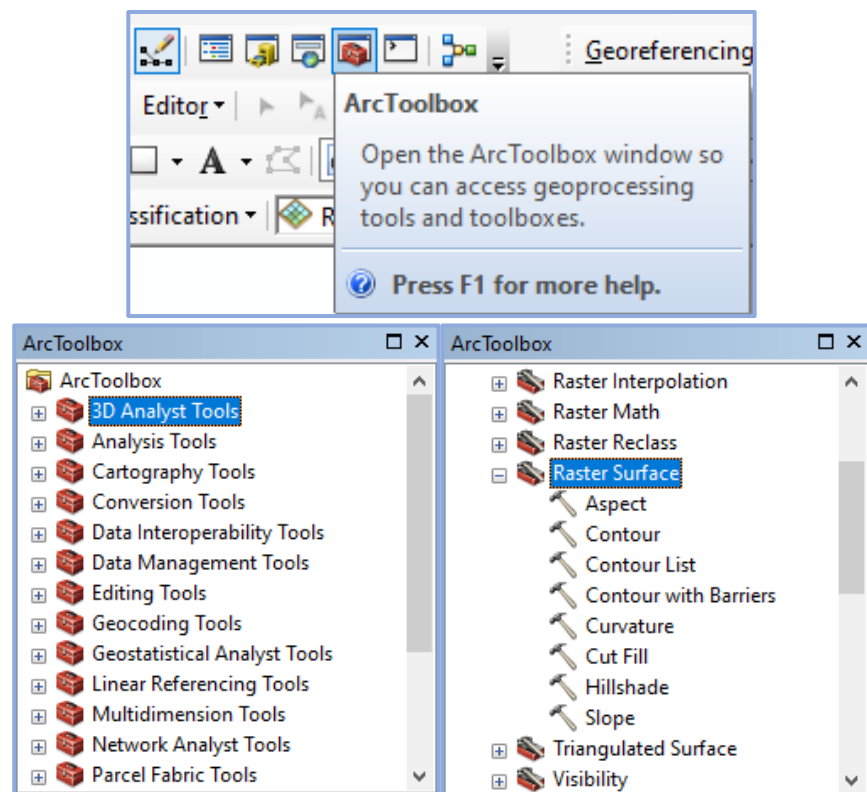 Georeferencing
Editor
ArcToolbox
Open the ArcToolbox window so
you can access geoprocessing
tools and toolboxes.
A
ssification
R
Press F1 for more help.
ArcToolbox
ArcToolbox
3D Analyst Tools
Analysis Tools
Cartography Tools
Conversion Tools
Data Interoperability Tools
Data Management Tools
Editing Tools
Geocoding Tools
Geostatistical Analyst Tools
Linear Referencing Tools
Multidimension Tools
Network Analyst Tools
Parcel Fabric Tools
ArcToolbox
Raster Interpolation
Raster Math
Raster Reclass
Raster Surface
Aspect
Contour
Contour List
Contour with Barriers
Curvature
Cut Fill
Hillshade
Slope
Triangulated Surface
Visibility